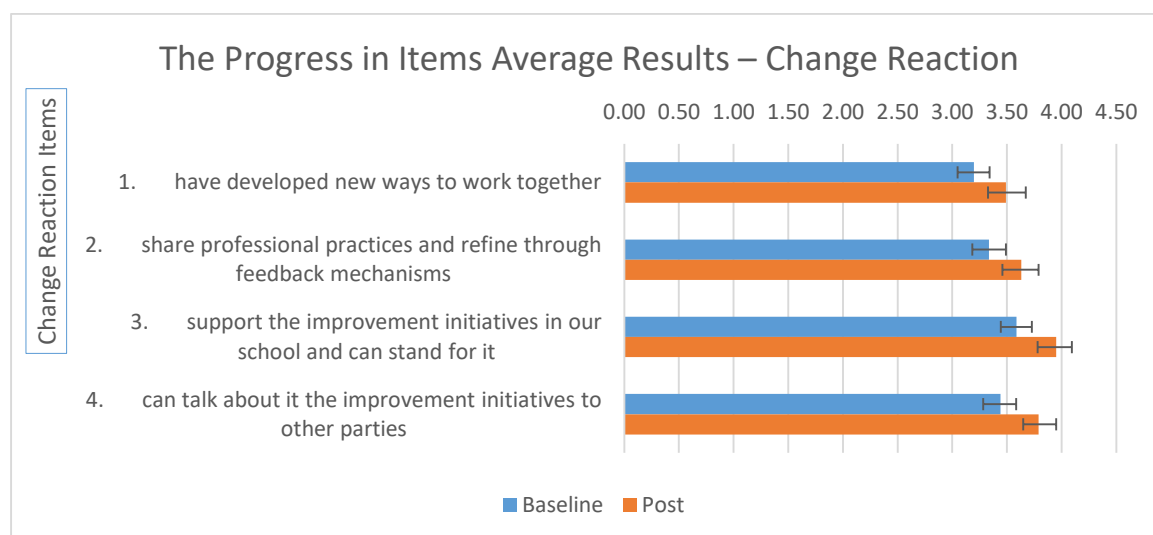 The Progress in Items Average Results – Change Reaction
Change Reaction Items
0.00 0.50 1.00 1.50 2.00 2.50 3.00 3.50 4.00 4.50
1. have developed new ways to work together
2. share professional practices and refine through
feedback mechanisms
3. support the improvement initiatives in our
school and can stand for it
4. can talk about it the improvement initiatives to
other parties
Baseline Post